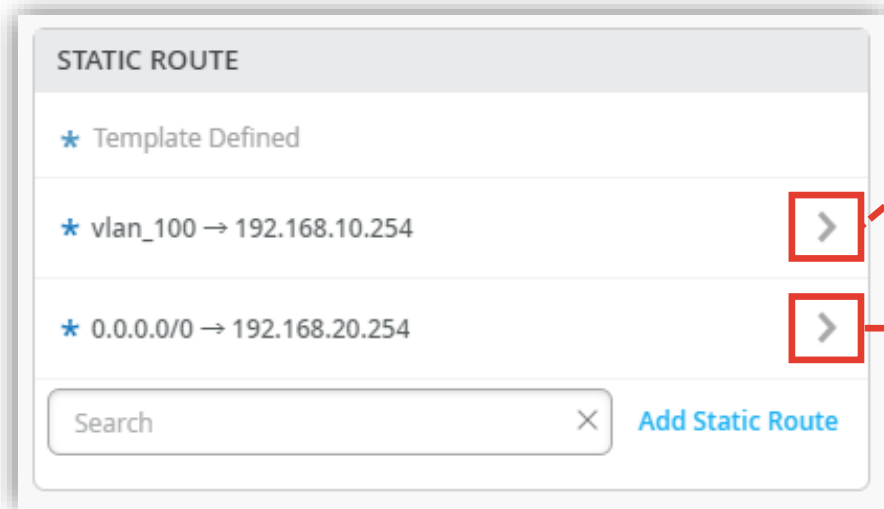 STATIC ROUTE
* Template Defined
* vlan_100 → 192.168.10.254
* 0.0.0.0/0 → 192.168.20.254
Search × Add Static Route